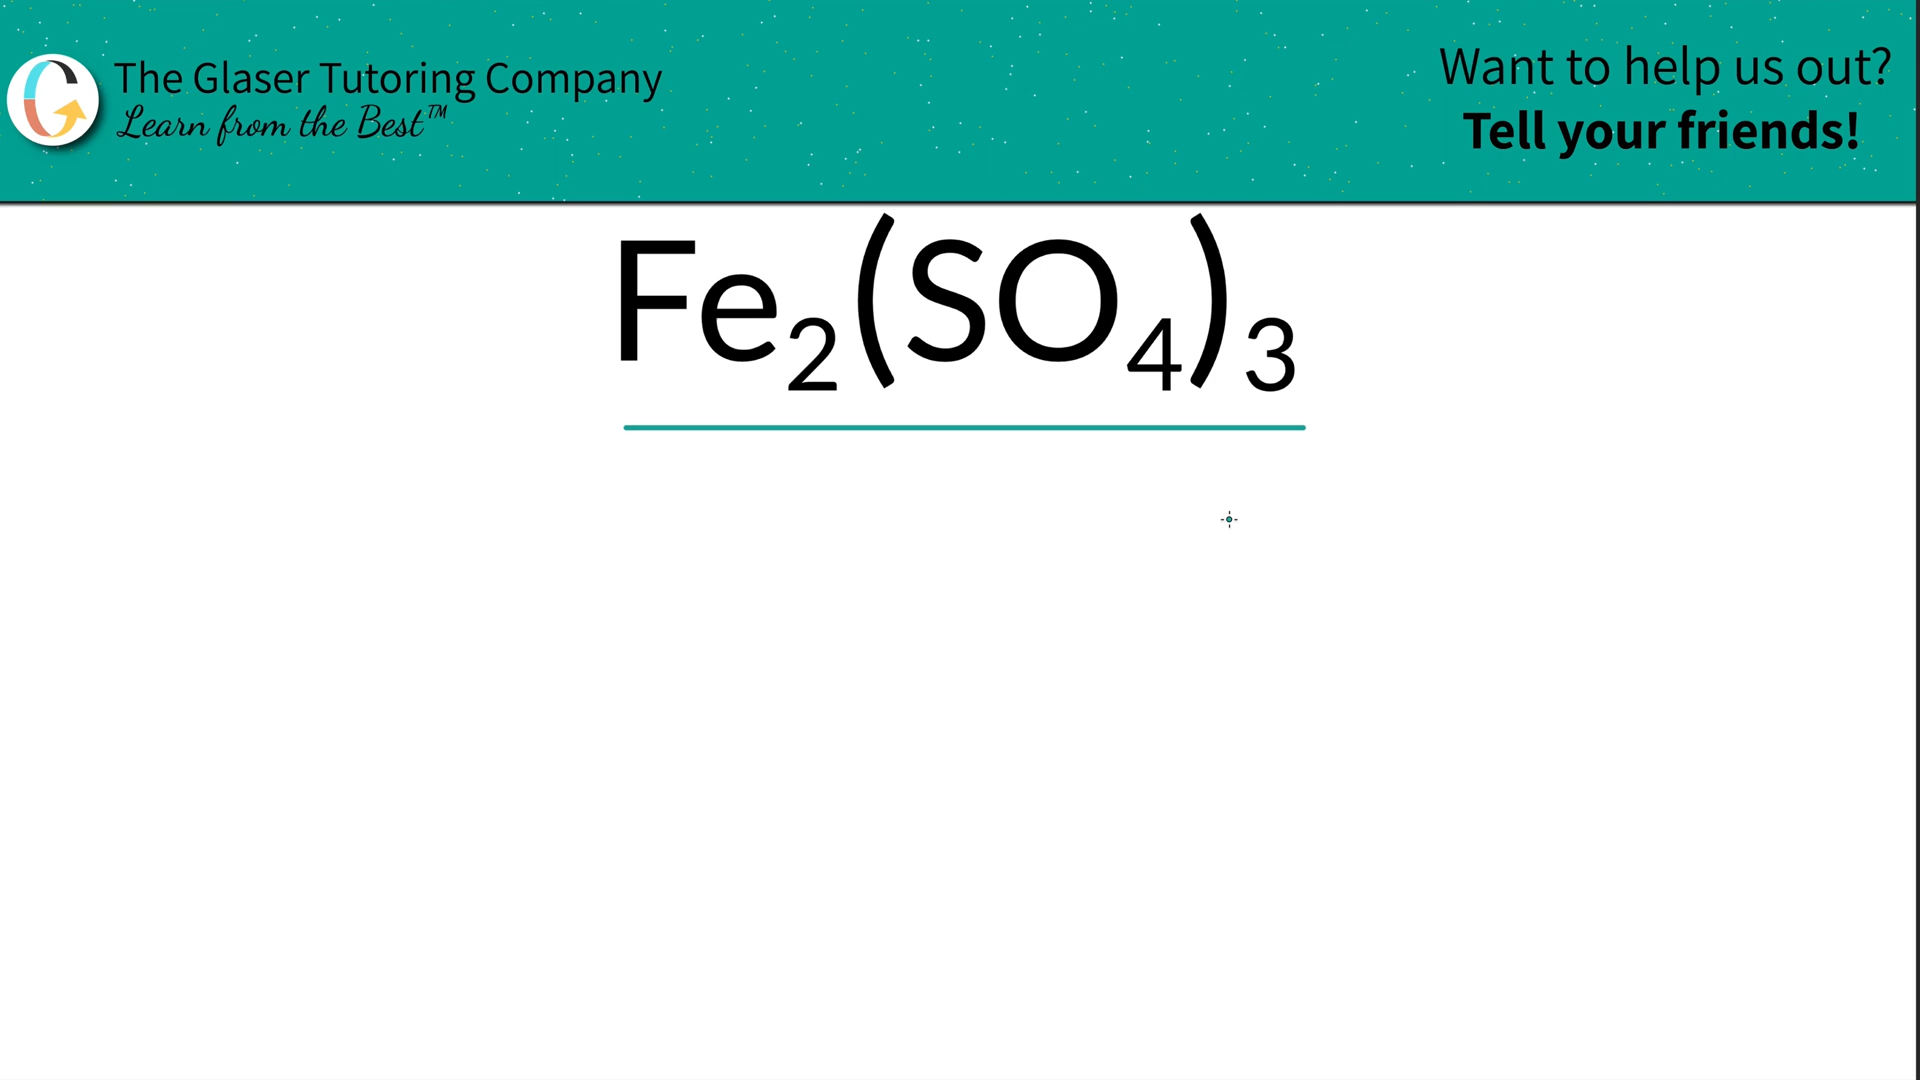 The Glaser Tutoring Company
Learn from the Best™
Want to help us out?
Tell your friends!
Fe₂(SO₄)₃